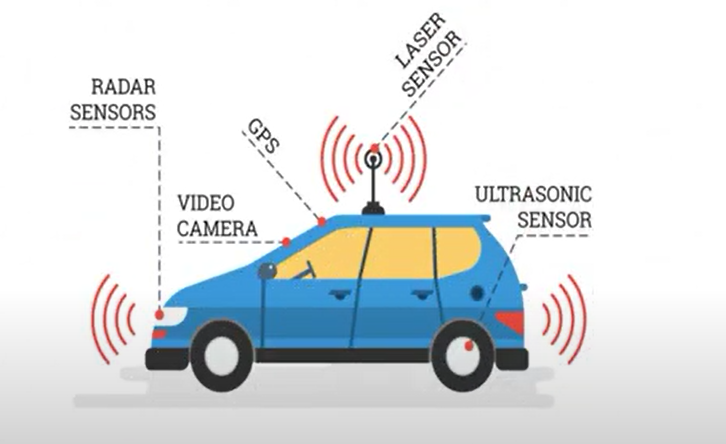 RADAR
SENSORS
GPS
LASER
SENSOR
VIDEO
CAMERA
ULTRASONIC
SENSOR